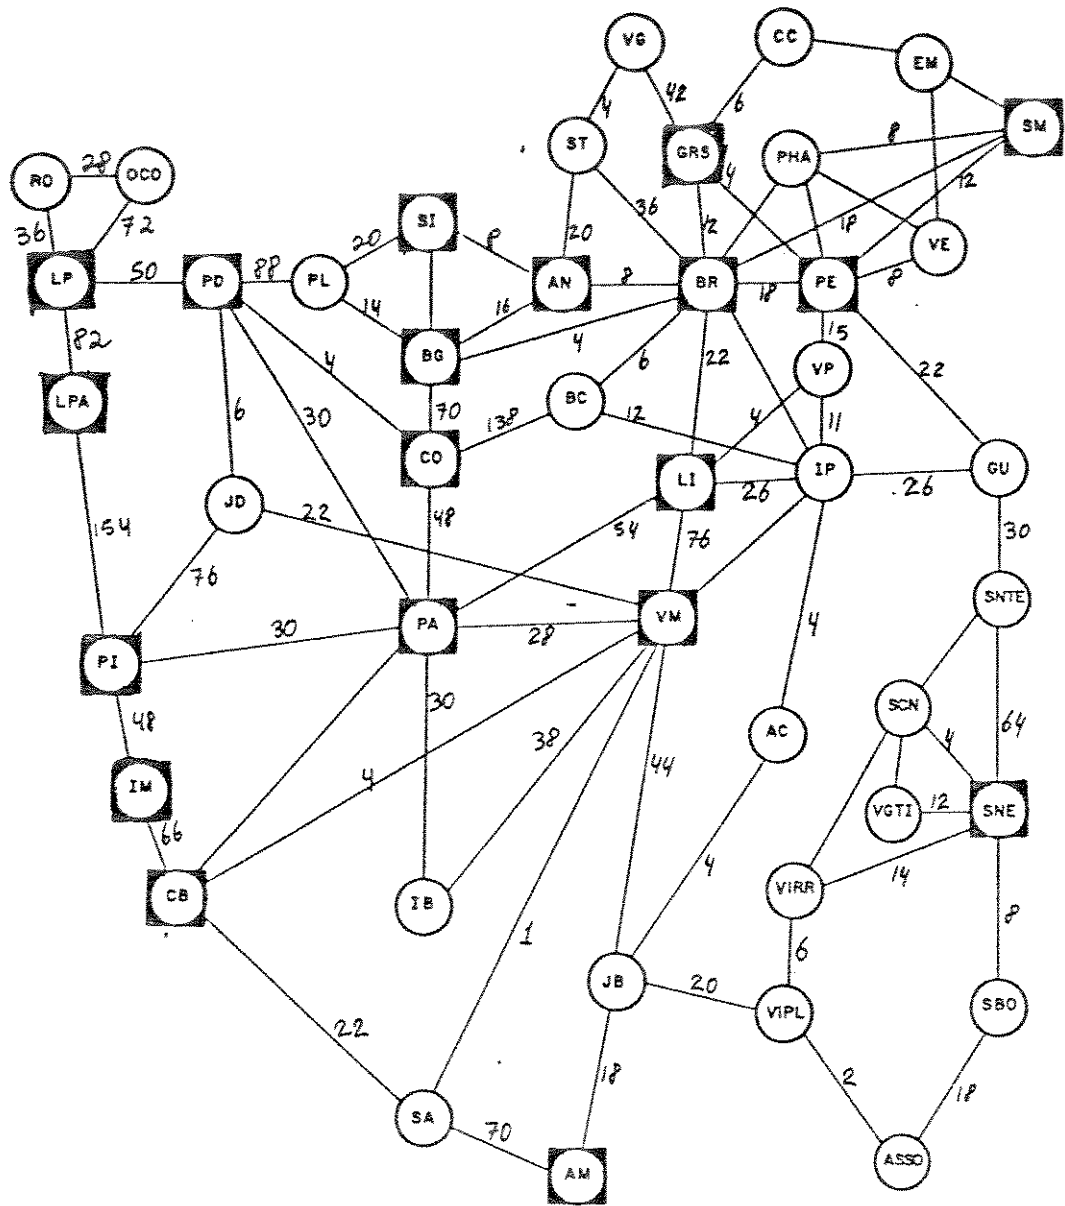 VG
CC
EM
42
4
6
SM
ST
GRS
PHA
8
RO
28
OCO
4
12
36
72
SI
20
8
36
20
12
18
VE
LP
50
PD
88
PL
AN
8
BR
18
PE
8
14
16
82
BG
4
15
6
22
VP
22
LPA
4
BC
70
138
12
4
11
6
30
CO
LI
26
IP
26
GU
JD
22
48
54
76
30
154
76
SNTE
30
PA
28
VM
4
PI
48
30
SCN
AC
4
64
38
44
IM
4
12
VGTI
SNE
66
14
CB
IB
VIRR
4
8
1
6
JB
20
VIPL
SBO
22
18
2
18
SA
70
ASSO
AM